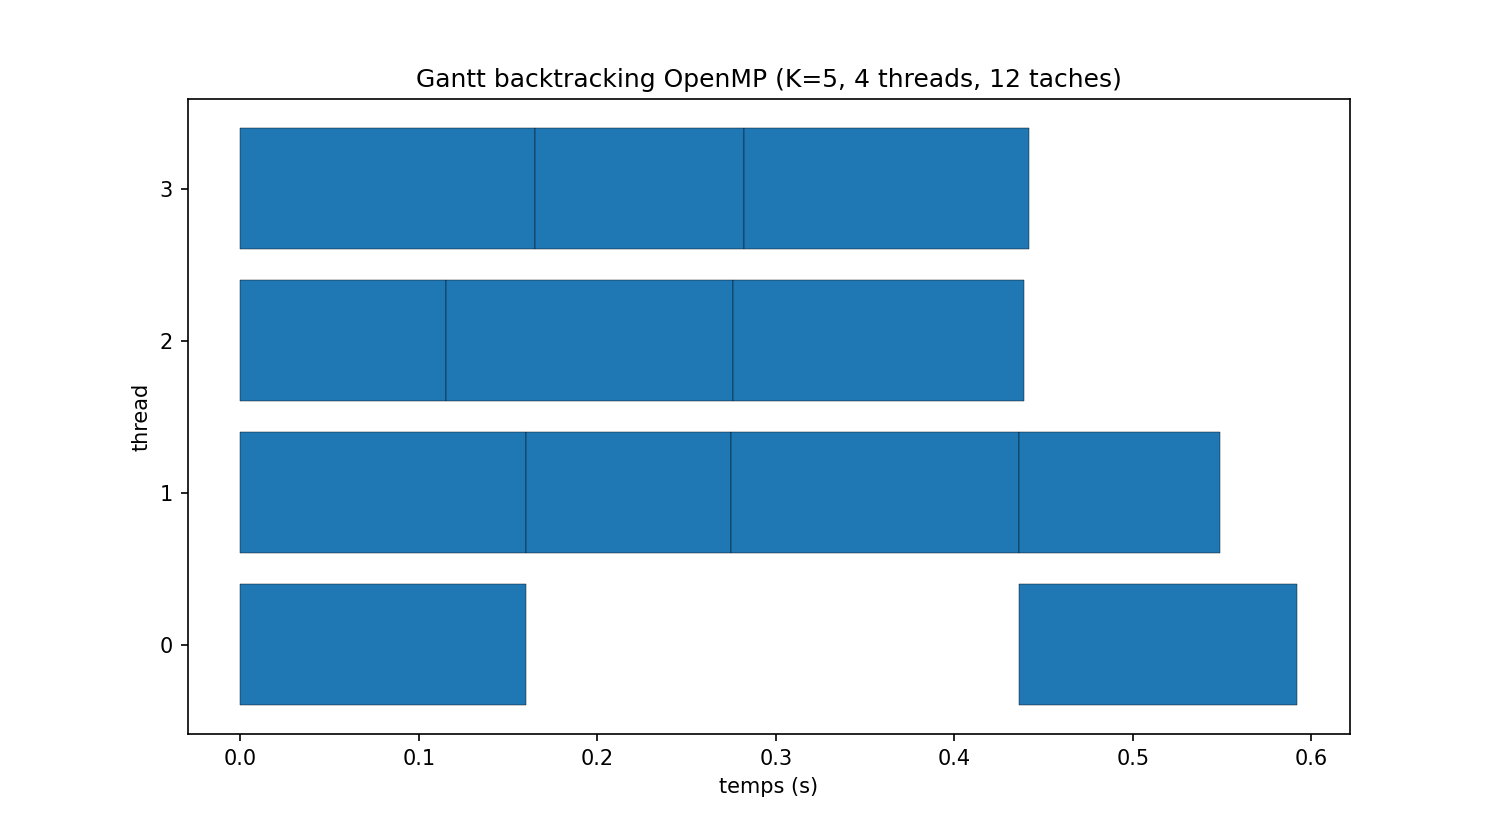 Gantt backtracking OpenMP (K=5, 4 threads, 12 taches)
3
2
1
0
thread
0.0 0.1 0.2 0.3 0.4 0.5 0.6
temps (s)